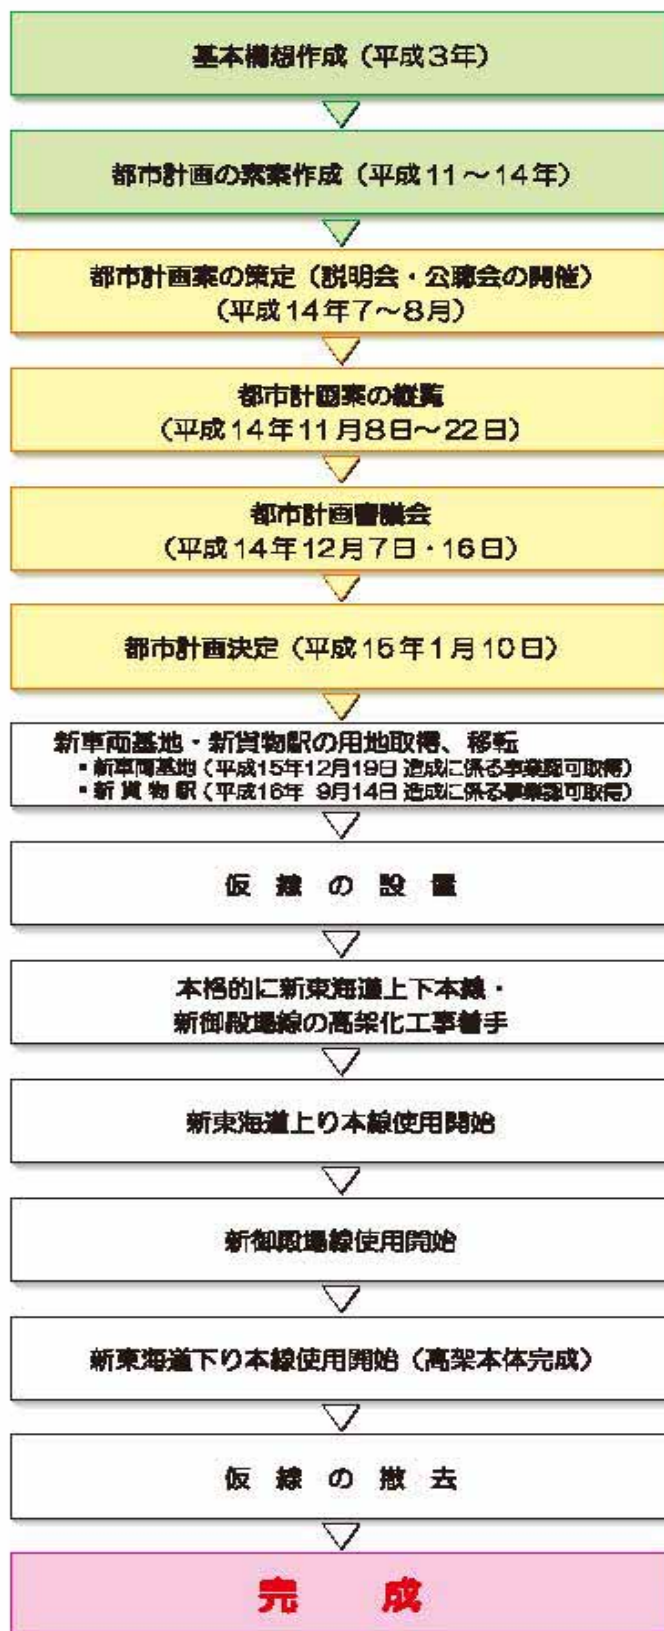 基本構想作成（平成３年）
都市計画の素案作成（平成11～14年）
都市計画案の策定（説明会・公聴会の開催）
（平成14年７～８月）
都市計画案の縦覧
（平成14年11月８日～22日）
都市計画審議会
（平成14年12月７日・16日）
都市計画決定（平成15年１月10日）
新車両基地・新貨物駅の用地取得、移転
・新車両基地（平成15年12月19日 造成に係る事業認可取得）
・新貨物駅（平成16年 9月14日 造成に係る事業認可取得）
仮線の設置
本格的に新東海道上下本線・
新御殿場線の高架化工事着手
新東海道上り本線使用開始
新御殿場線使用開始
新東海道下り本線使用開始（高架本体完成）
仮線の撤去
完成